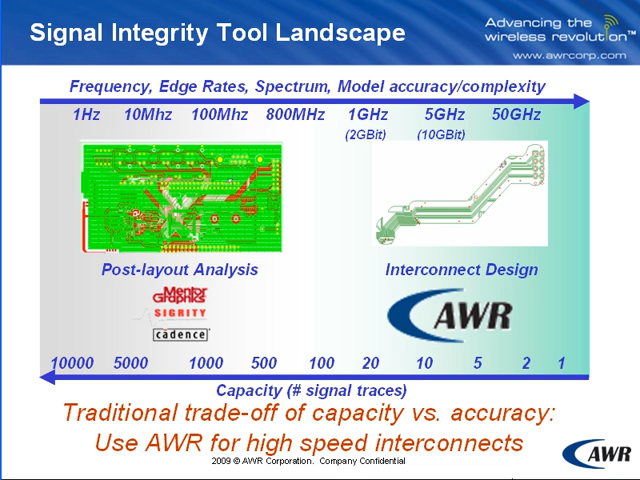 Signal Integrity Tool Landscape
Advancing the
wireless revolution™
www.awrcorp.com
Frequency, Edge Rates, Spectrum, Model accuracy/complexity
1Hz 10Mhz 100Mhz 800MHz 1GHz 5GHz 50GHz
(2GBit) (10GBit)
Post-layout Analysis Interconnect Design
Mentor
Graphics
SIGRITY
cadence
AWR
10000 5000 1000 500 100 20 10 5 2 1
Capacity (# signal traces)
Traditional trade-off of capacity vs. accuracy:
Use AWR for high speed interconnects
2009 © AWR Corporation. Company Confidential
AWR